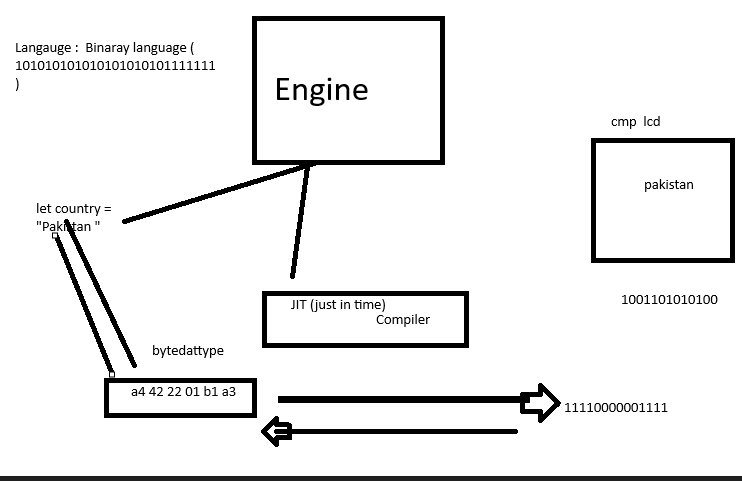 Langauge :  Binaray language (
1010101010101010101011111111
)
Engine
cmp  lcd
pakistan
let country =
"Pakistan "
1001101010100
JIT (just in time)
Compiler
bytedattype
a4 42 22 01 b1 a3
11110000001111